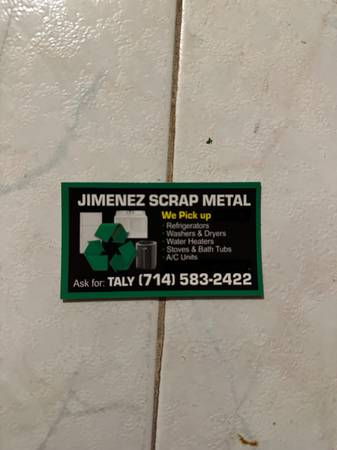 JIMENEZ SCRAP METAL
We Pick up
· Refrigerators
· Washers & Dryers
· Water Heaters
· Stoves & Bath Tubs
· A/C Units
Ask for: TALY (714) 583-2422